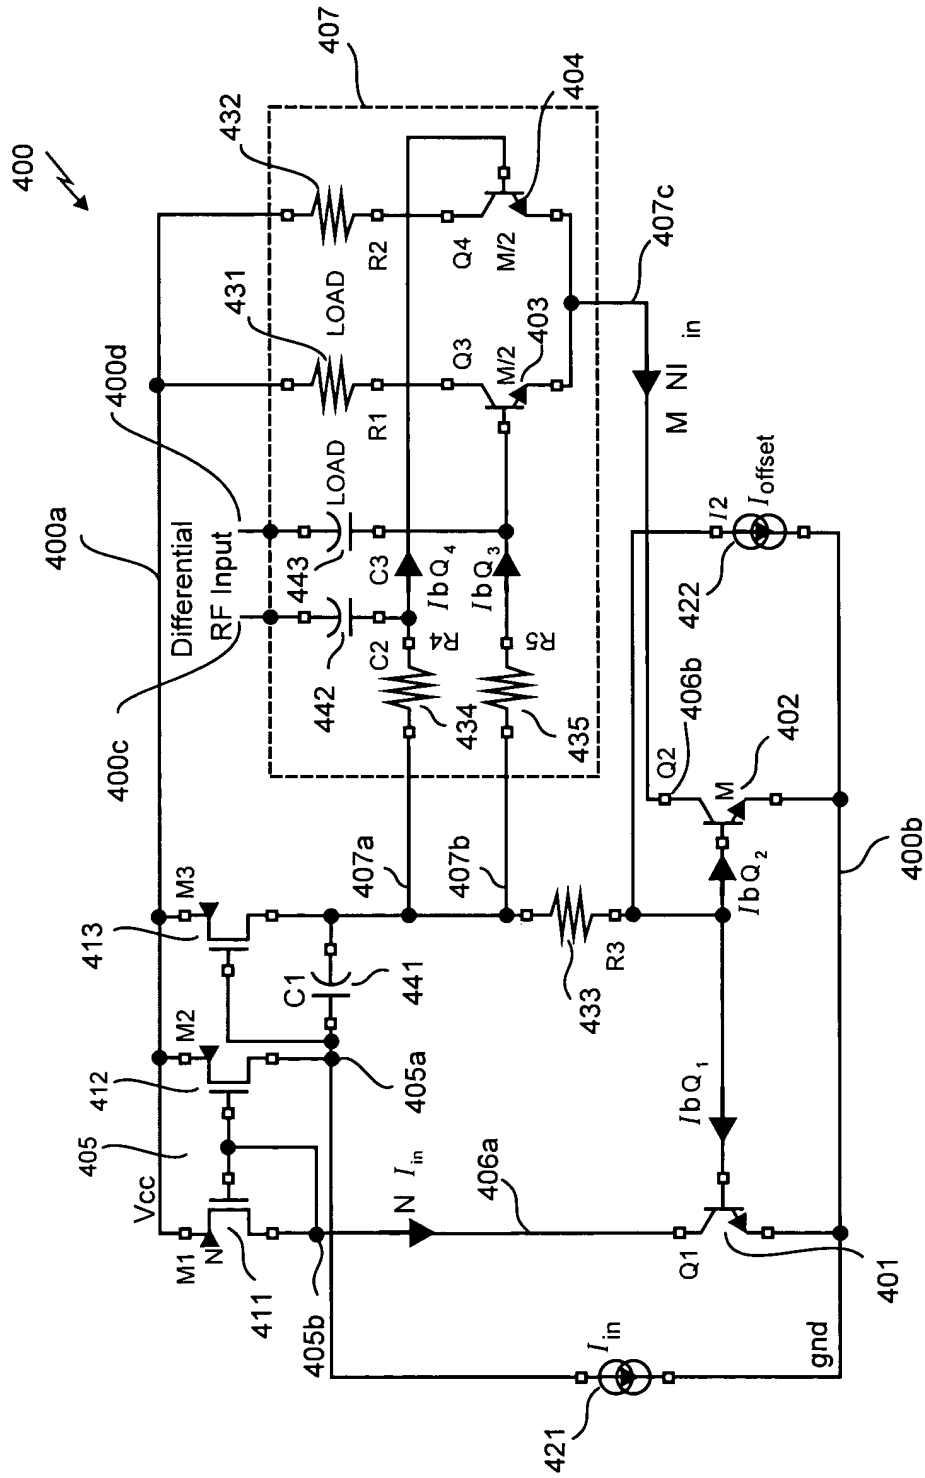 400
400a
Vcc
405
M1
N
411
405b
M2
412
405a
M3
413
C1
441
400c
400d
Differential
RF Input
442
443
C2
C3
LOAD
LOAD
431
432
R1
R2
407
407a
407b
434
R4
IbQ4
435
R5
IbQ3
Q3
M/2
403
Q4
M/2
404
407c
M NI in
433
R3
N Iin
406a
IbQ1
IbQ2
Q1
401
Q2
406b
M
402
I2
Ioffset
422
421
Iin
gnd
400b